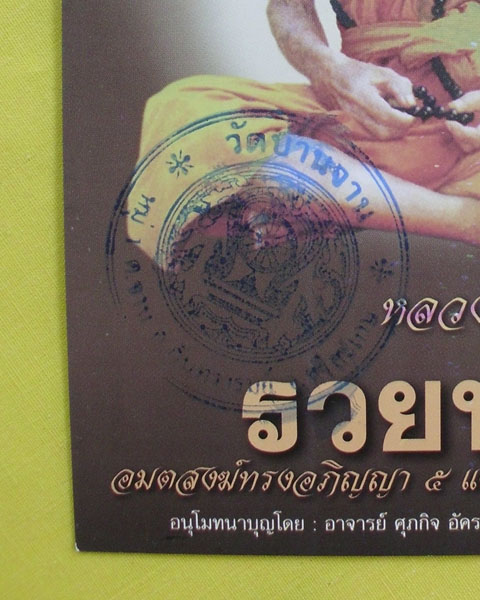 วัดบ้านจาน
หลวง
รวย
อมตสงฆ์ทรงอภิญญา ๕ แ
อนุโมทนาบุญโดย : อาจารย์ ศุภกิจ อัคร